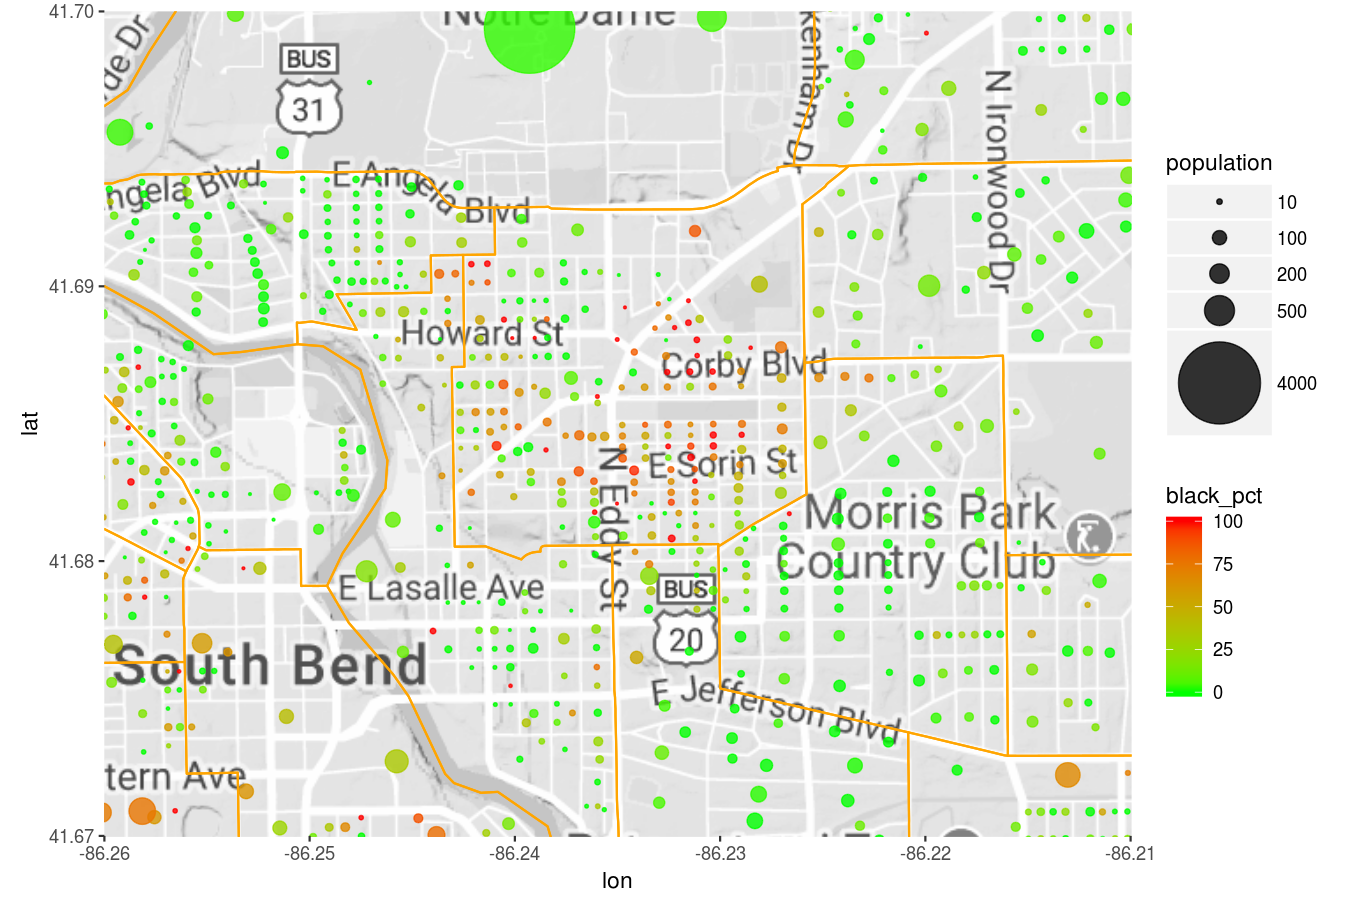 41.70
41.69
41.68
41.67
lat
-86.26
-86.25
-86.24
-86.23
-86.22
-86.21
lon
Notre Dame
de Dr
BUS
31
kenham Dr
N Ironwood Dr
ngela Blvd
E Angela Blvd
Howard St
Corby Blvd
E Sorin St
N Eddy St
Morris Park
Country Club
E Lasalle Ave
BUS
20
South Bend
E Jefferson Blvd
tern Ave
population
10
100
200
500
4000
black_pct
100
75
50
25
0